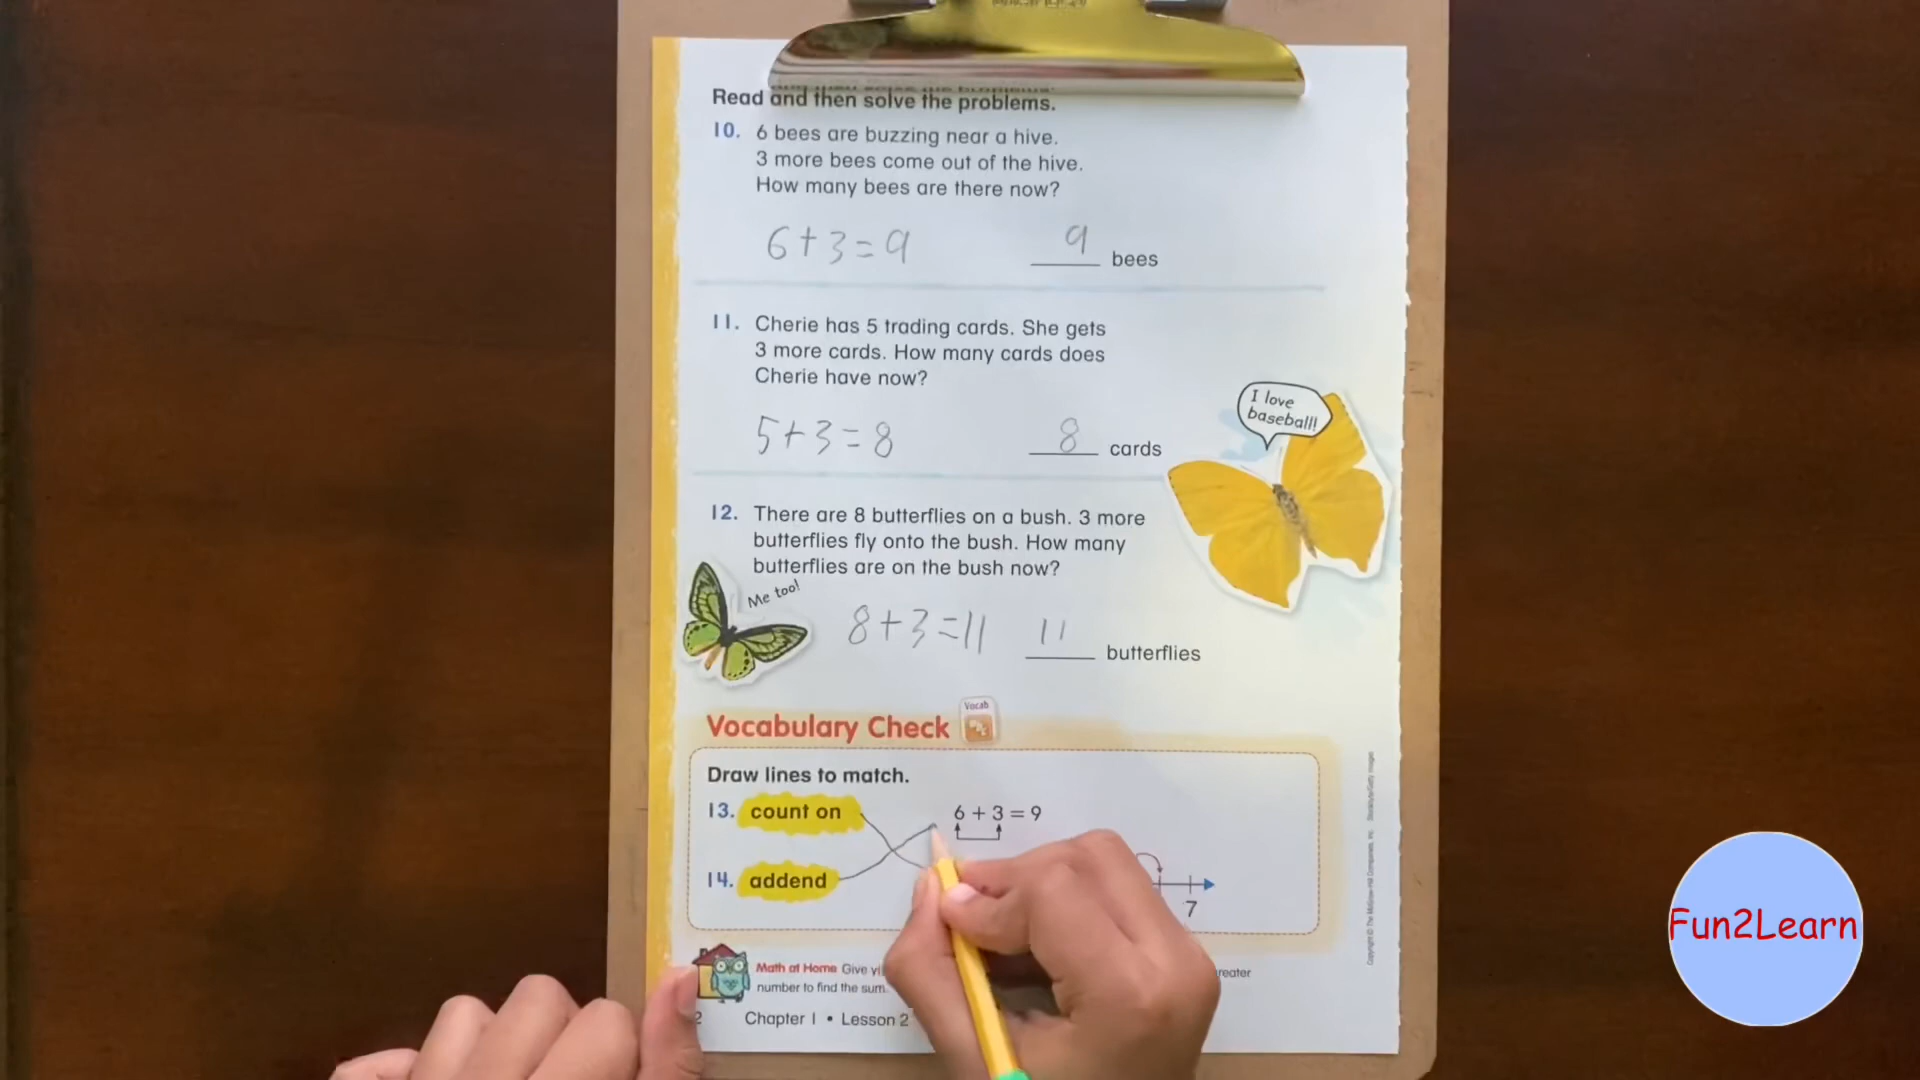 Read and then solve the problems.
10. 6 bees are buzzing near a hive.
3 more bees come out of the hive.
How many bees are there now?
6+3=9
9 bees
11. Cherie has 5 trading cards. She gets
3 more cards. How many cards does
Cherie have now?
I love
baseball!
5+3=8
8 cards
12. There are 8 butterflies on a bush. 3 more
butterflies fly onto the bush. How many
butterflies are on the bush now?
Me too!
8+3=11
11 butterflies
Vocabulary Check
Vocab
Draw lines to match.
13. count on
6 + 3 = 9
14. addend
7
Math at Home Give
number to find the sum.
Chapter 1 • Lesson 2
Fun2Learn